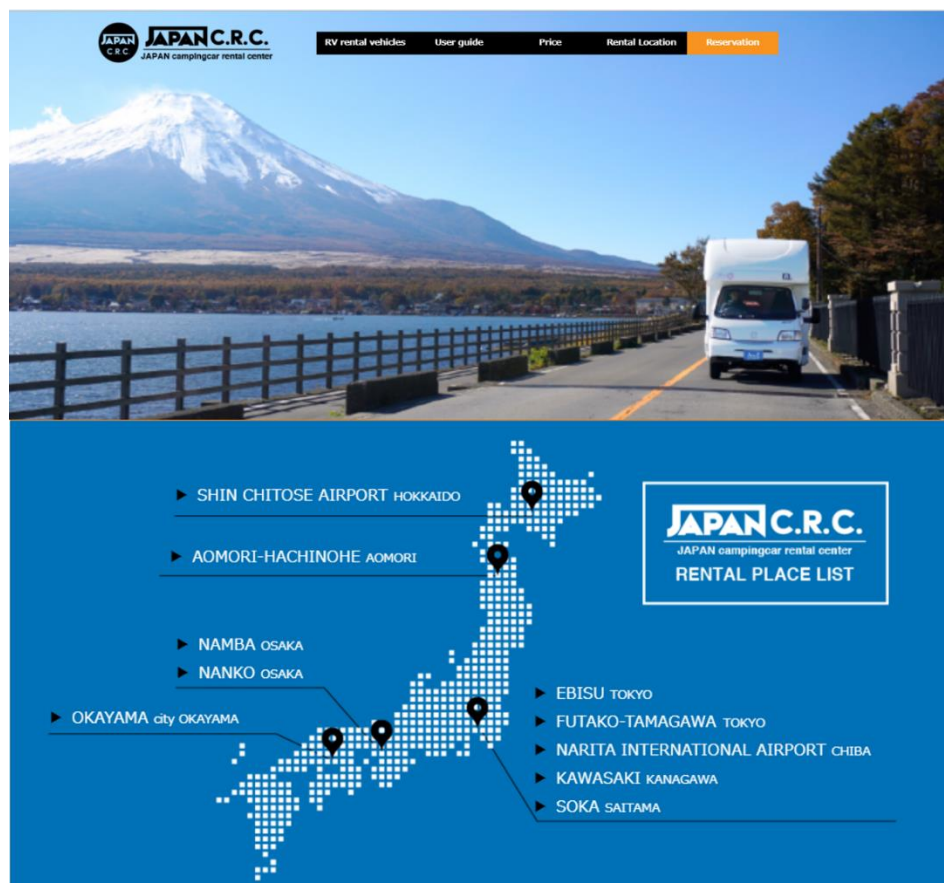 JAPAN
C.R.C
JAPAN C.R.C.
JAPAN campingcar rental center
RV rental vehicles
User guide
Price
Rental Location
Reservation
SHIN CHITOSE AIRPORT HOKKAIDO
AOMORI-HACHINOHE AOMORI
NAMBA OSAKA
NANKO OSAKA
OKAYAMA city OKAYAMA
JAPAN C.R.C.
JAPAN campingcar rental center
RENTAL PLACE LIST
EBISU TOKYO
FUTAKO-TAMAGAWA TOKYO
NARITA INTERNATIONAL AIRPORT CHIBA
KAWASAKI KANAGAWA
SOKA SAITAMA